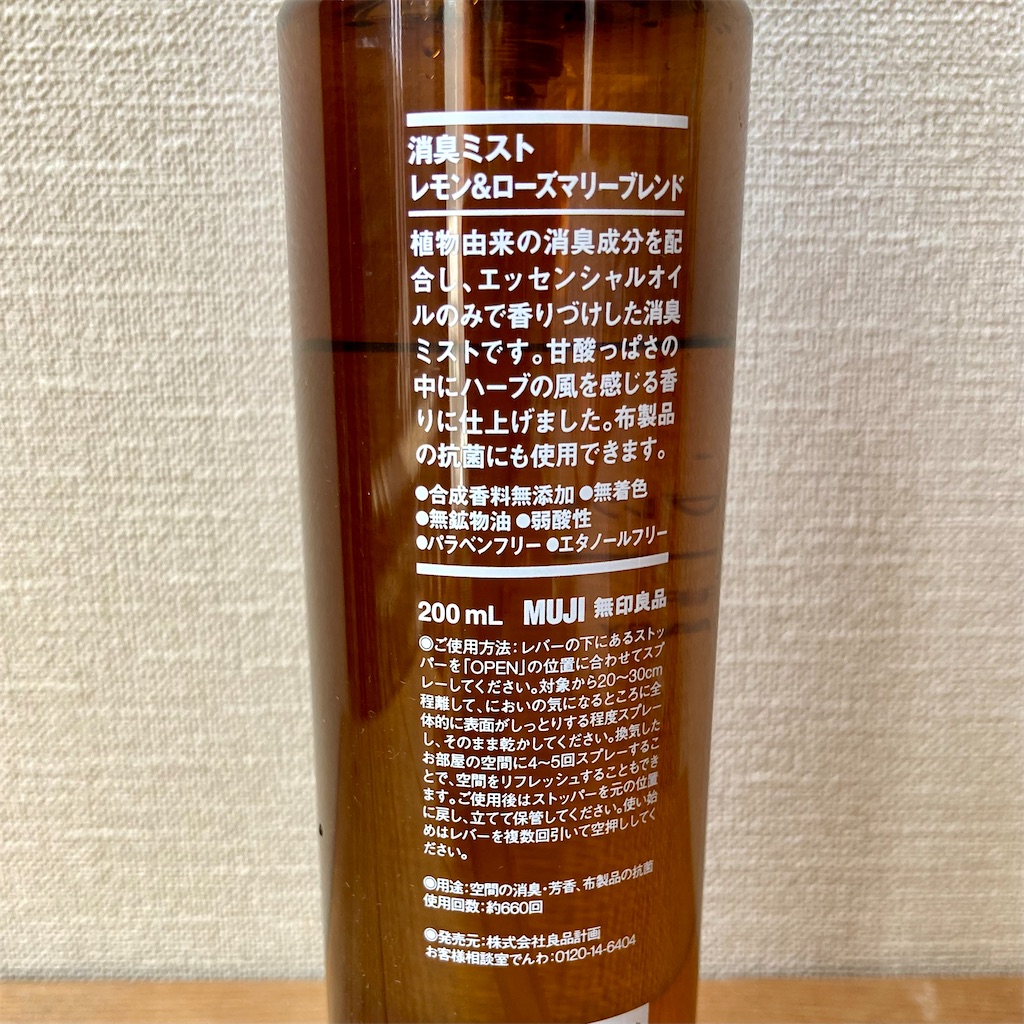 消臭ミスト
レモン&ローズマリーブレンド
植物由来の消臭成分を配
合し、エッセンシャルオイ
ルのみで香りづけした消臭
ミストです。甘酸っぱさの
中にハーブの風を感じる香
りに仕上げました。布製品
の抗菌にも使用できます。
●合成香料無添加 ●無着色
●無鉱物油 ●弱酸性
●パラベンフリー ●エタノールフリー
200 mL MUJI 無印良品
◉ご使用方法：レバーの下にあるストッ
パーを「OPEN」の位置に合わせてスプ
レーしてください。対象から20〜30cm
程離して、においの気になるところに全
体的に表面がしっとりする程度スプレー
し、そのまま乾かしてください。換気した
お部屋の空間に4〜5回スプレーするこ
とで、空間をリフレッシュすることもでき
ます。ご使用後はストッパーを元の位置
に戻し、立てて保管してください。使い始
めはレバーを複数回引いて空押ししてく
ださい。
◉用途：空間の消臭・芳香、布製品の抗菌
使用回数：約660回
◉発売元：株式会社良品計画
お客様相談室でんわ：0120-14-6404